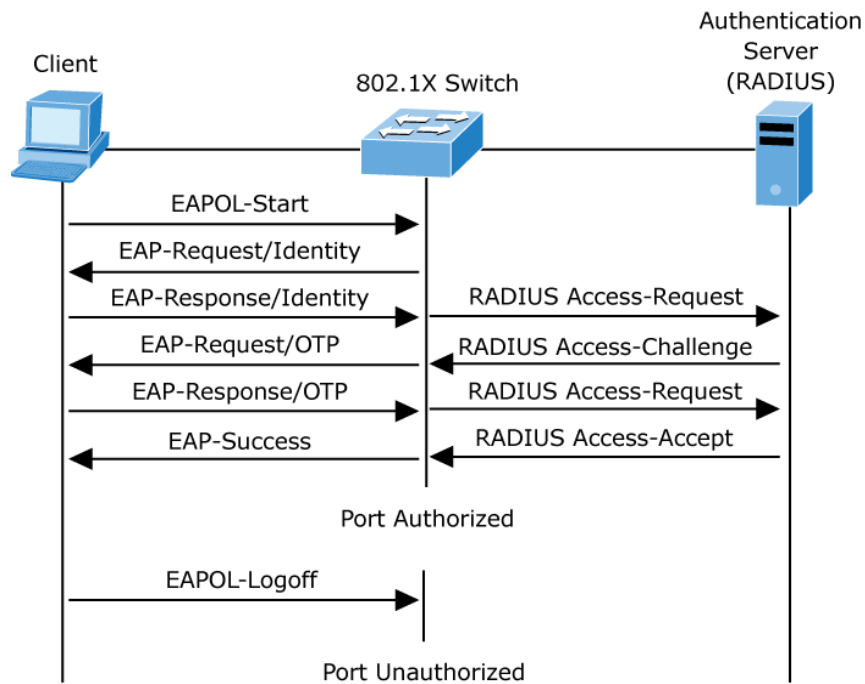 Authentication
Server
(RADIUS)
Client
802.1X Switch
EAPOL-Start
EAP-Request/Identity
EAP-Response/Identity
RADIUS Access-Request
EAP-Request/OTP
RADIUS Access-Challenge
EAP-Response/OTP
RADIUS Access-Request
EAP-Success
RADIUS Access-Accept
Port Authorized
EAPOL-Logoff
Port Unauthorized